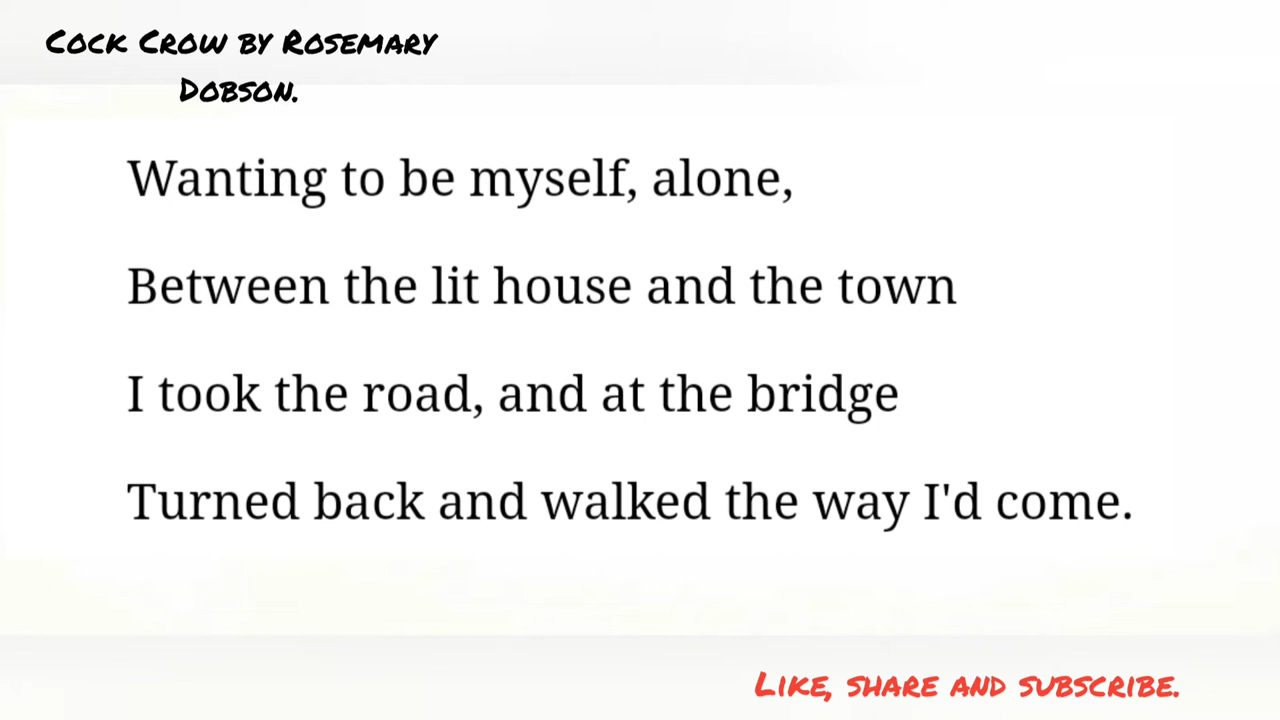 Cock Crow by Rosemary
Dobson.
Wanting to be myself, alone,
Between the lit house and the town
I took the road, and at the bridge
Turned back and walked the way I'd come.
Like, share and subscribe.